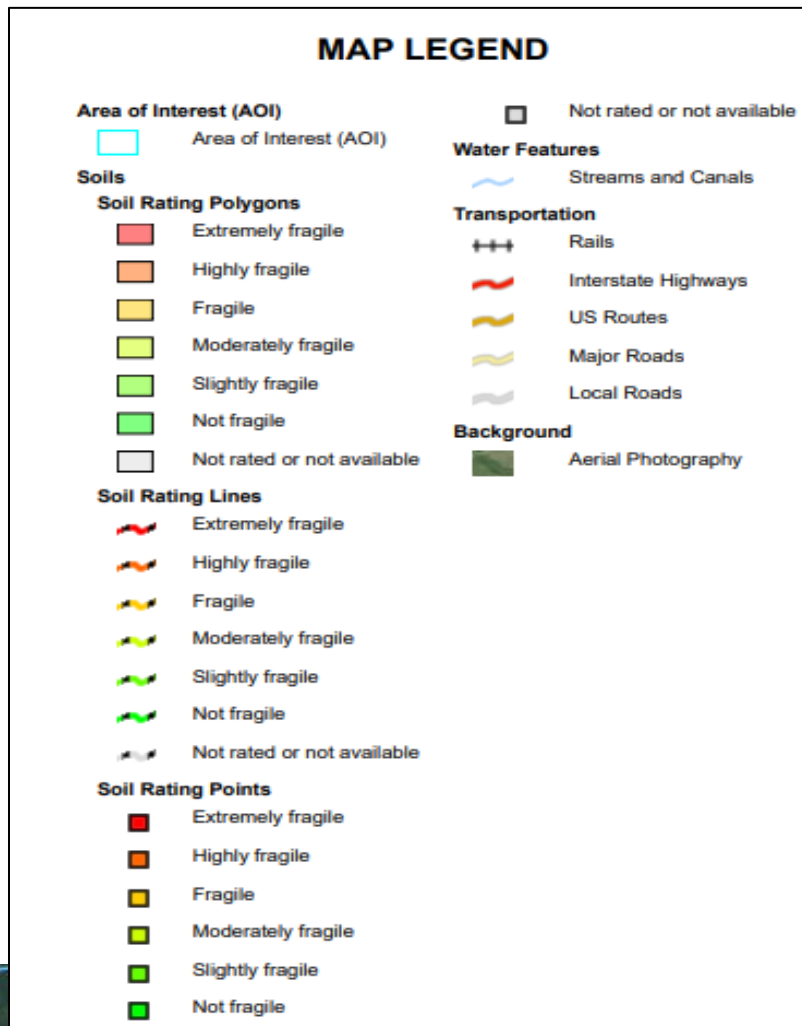 MAP LEGEND
Area of Interest (AOI)
Area of Interest (AOI)
Soils
Soil Rating Polygons
Extremely fragile
Highly fragile
Fragile
Moderately fragile
Slightly fragile
Not fragile
Not rated or not available
Soil Rating Lines
Extremely fragile
Highly fragile
Fragile
Moderately fragile
Slightly fragile
Not fragile
Not rated or not available
Soil Rating Points
Extremely fragile
Highly fragile
Fragile
Moderately fragile
Slightly fragile
Not fragile
Not rated or not available
Water Features
Streams and Canals
Transportation
Rails
Interstate Highways
US Routes
Major Roads
Local Roads
Background
Aerial Photography